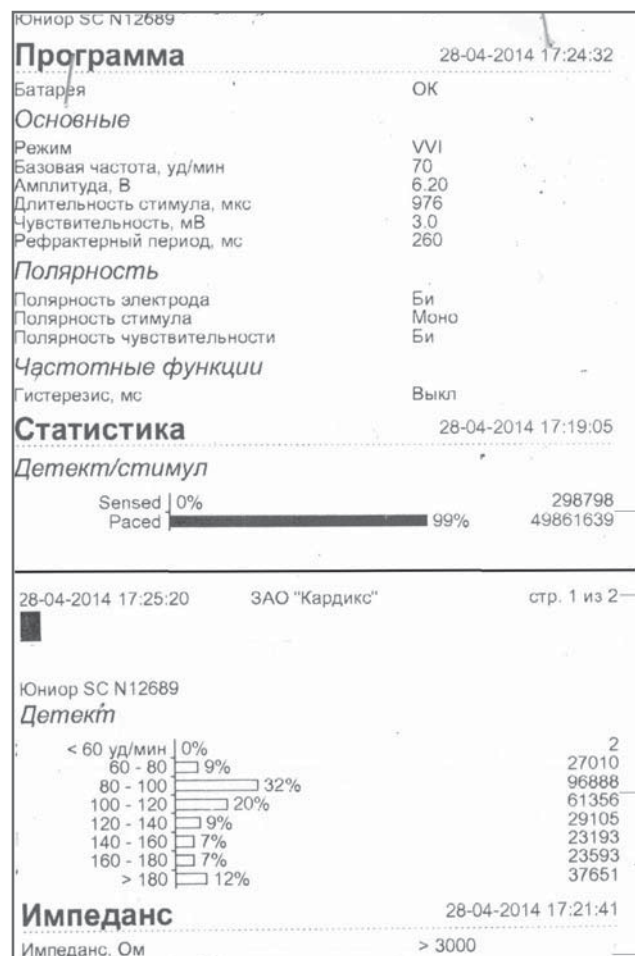 Юниор SC N12689
Программа 28-04-2014 17:24:32
Батарея ОК
Основные
Режим VVI
Базовая частота, уд/мин 70
Амплитуда, В 6.20
Длительность стимула, мкс 976
Чувствительность, мВ 3.0
Рефрактерный период, мс 260
Полярность
Полярность электрода Би
Полярность стимула Моно
Полярность чувствительности Би
Частотные функции
Гистерезис, мс Выкл
Статистика 28-04-2014 17:19:05
Детект/стимул
Sensed 0% 298798
Paced 99% 49861639
28-04-2014 17:25:20 ЗАО "Кардикс" стр. 1 из 2
Юниор SC N12689
Детект
< 60 уд/мин 0% 2
60 - 80 9% 27010
80 - 100 32% 96888
100 - 120 20% 61356
120 - 140 9% 29105
140 - 160 7% 23193
160 - 180 7% 23593
> 180 12% 37651
Импеданс 28-04-2014 17:21:41
Импеданс, Ом > 3000